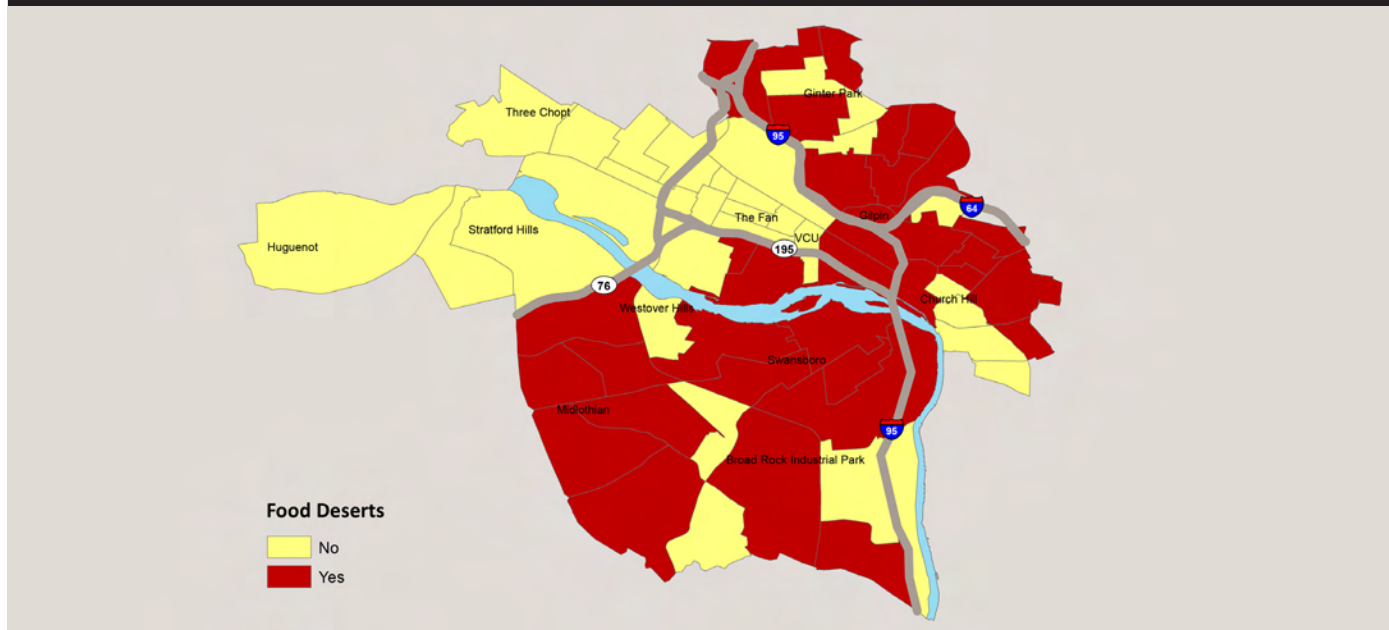 Ginter Park
Three Chopt
95
64
Gilpin
The Fan
VCU
Stratford Hills
Huguenot
195
76
Church Hill
Westover Hills
Swansboro
Midlothian
95
Broad Rock Industrial Park
Food Deserts
No
Yes